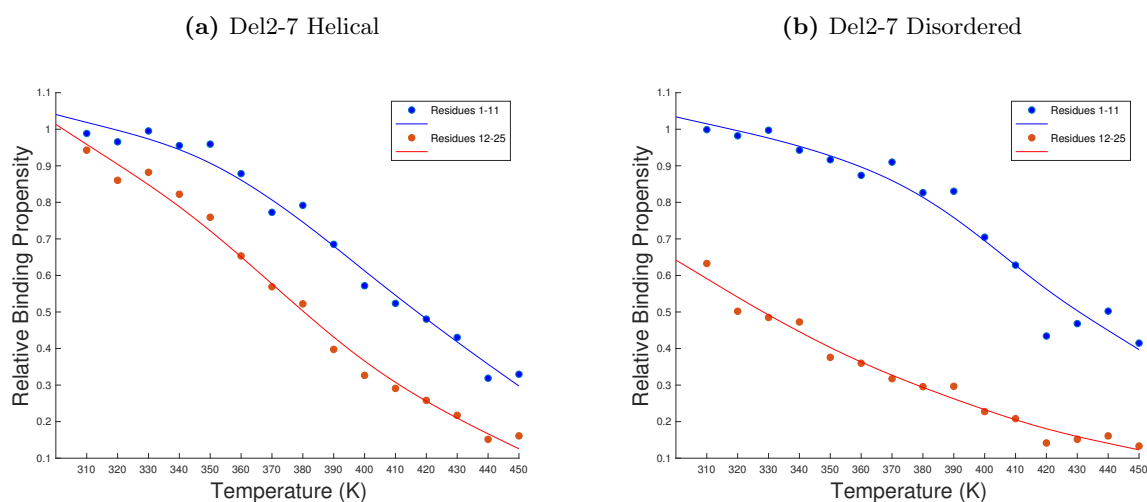 (a) Del2-7 Helical
1.1
1
0.9
0.8
0.7
0.6
0.5
0.4
0.3
0.2
0.1
Relative Binding Propensity
310 320 330 340 350 360 370 380 390 400 410 420 430 440 450
Temperature (K)
Residues 1-11
Residues 12-25
(b) Del2-7 Disordered
1.1
1
0.9
0.8
0.7
0.6
0.5
0.4
0.3
0.2
0.1
Relative Binding Propensity
310 320 330 340 350 360 370 380 390 400 410 420 430 440 450
Temperature (K)
Residues 1-11
Residues 12-25